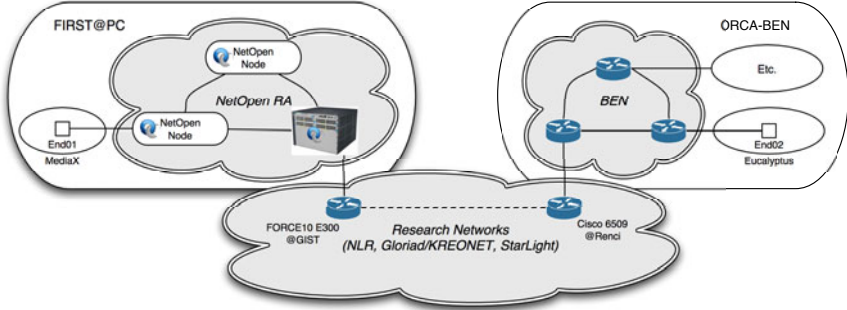 FIRST@PC
NetOpen
Node
NetOpen RA
NetOpen
Node
End01
MediaX
ORCA-BEN
Etc.
BEN
End02
Eucalyptus
FORCE10 E300
@GIST
Research Networks
(NLR, Gloriad/KREONET, StarLight)
Cisco 6509
@Renci